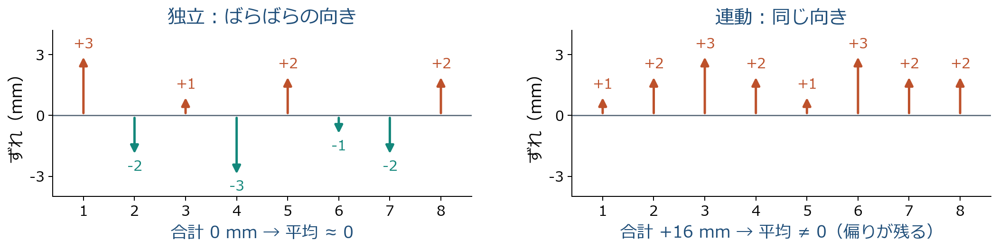 独立：ばらばらの向き
ずれ（mm）
3
0
-3
+3
-2
+1
-3
+2
-1
-2
+2
1 2 3 4 5 6 7 8
合計 0 mm → 平均 ≈ 0
連動：同じ向き
ずれ（mm）
3
0
-3
+1
+2
+3
+2
+1
+3
+2
+2
1 2 3 4 5 6 7 8
合計 +16 mm → 平均 ≠ 0（偏りが残る）